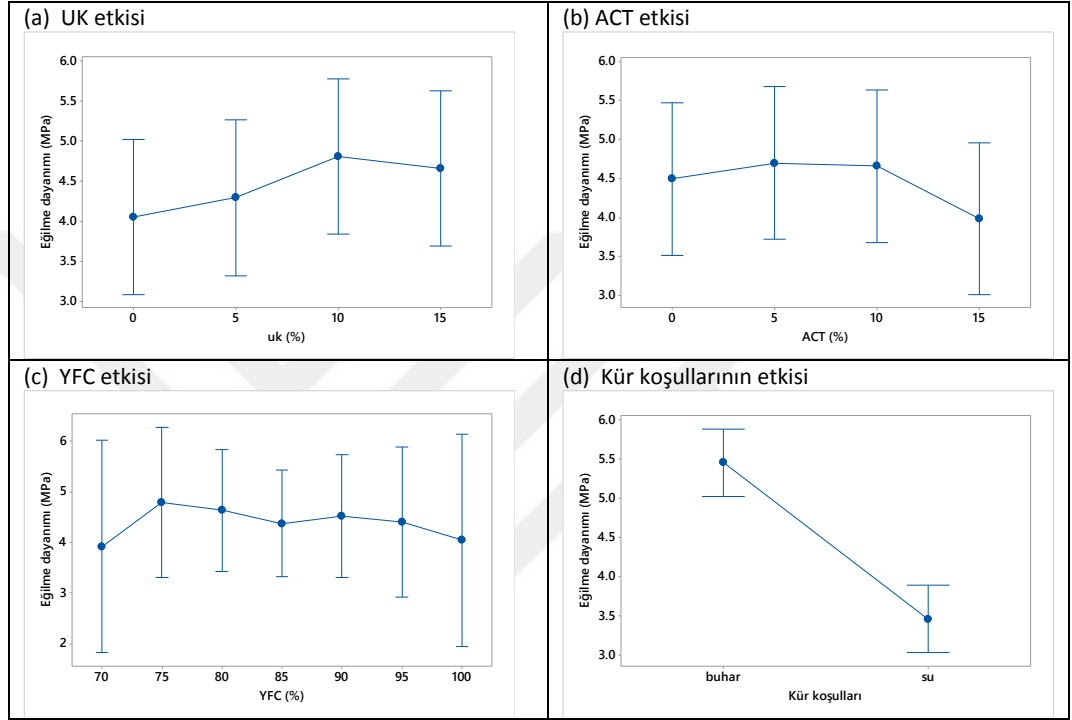 (a) UK etkisi
Eğilme dayanımı (MPa)
6.0
5.5
5.0
4.5
4.0
3.5
3.0
0 5 10 15
uk (%)
(b) ACT etkisi
Eğilme dayanımı (MPa)
6.0
5.5
5.0
4.5
4.0
3.5
3.0
0 5 10 15
ACT (%)
(c) YFC etkisi
Eğilme dayanımı (MPa)
6
5
4
3
2
70 75 80 85 90 95 100
YFC (%)
(d) Kür koşullarının etkisi
Eğilme dayanımı (MPa)
6.0
5.5
5.0
4.5
4.0
3.5
3.0
buhar su
Kür koşulları